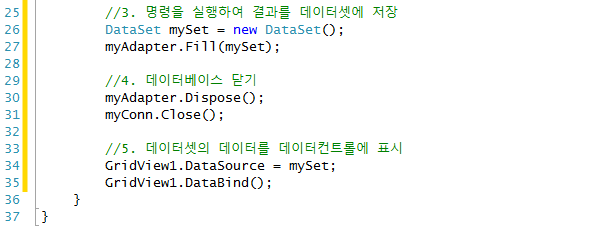 25 //3. 명령을 실행하여 결과를 데이터셋에 저장
26 DataSet mySet = new DataSet();
27 myAdapter.Fill(mySet);
28
29 //4. 데이터베이스 닫기
30 myAdapter.Dispose();
31 myConn.Close();
32
33 //5. 데이터셋의 데이터를 데이터컨트롤에 표시
34 GridView1.DataSource = mySet;
35 GridView1.DataBind();
36 }
37 }